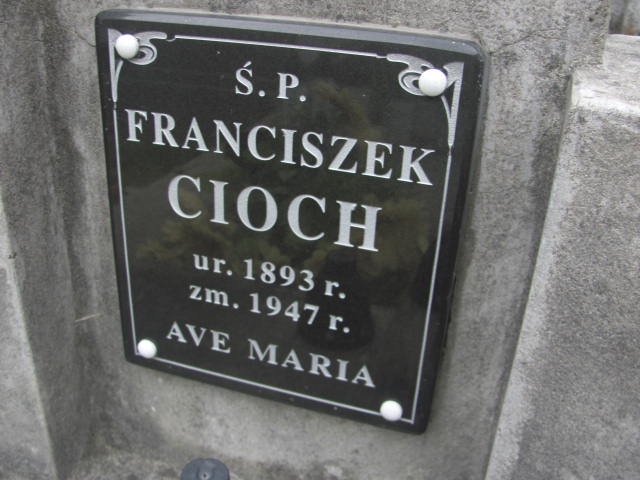 Ś. P.
FRANCISZEK
CIOCH
ur. 1893 r.
zm. 1947 r.
AVE MARIA